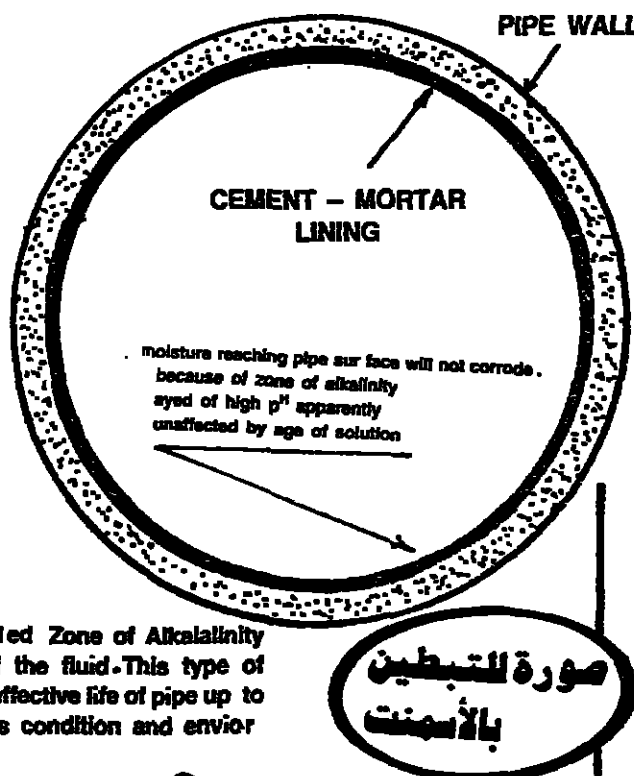 PIPE WALL
CEMENT – MORTAR
LINING
. moisture reaching pipe sur face will not corrode .
because of zone of alkalinity
ayed of high pH apparently
unaffected by age of solution
led Zone of Alkalalinity
f the fluid.This type of
ffective life of pipe up to
s condition and envior
صورة للتبطين
بالأسمنت